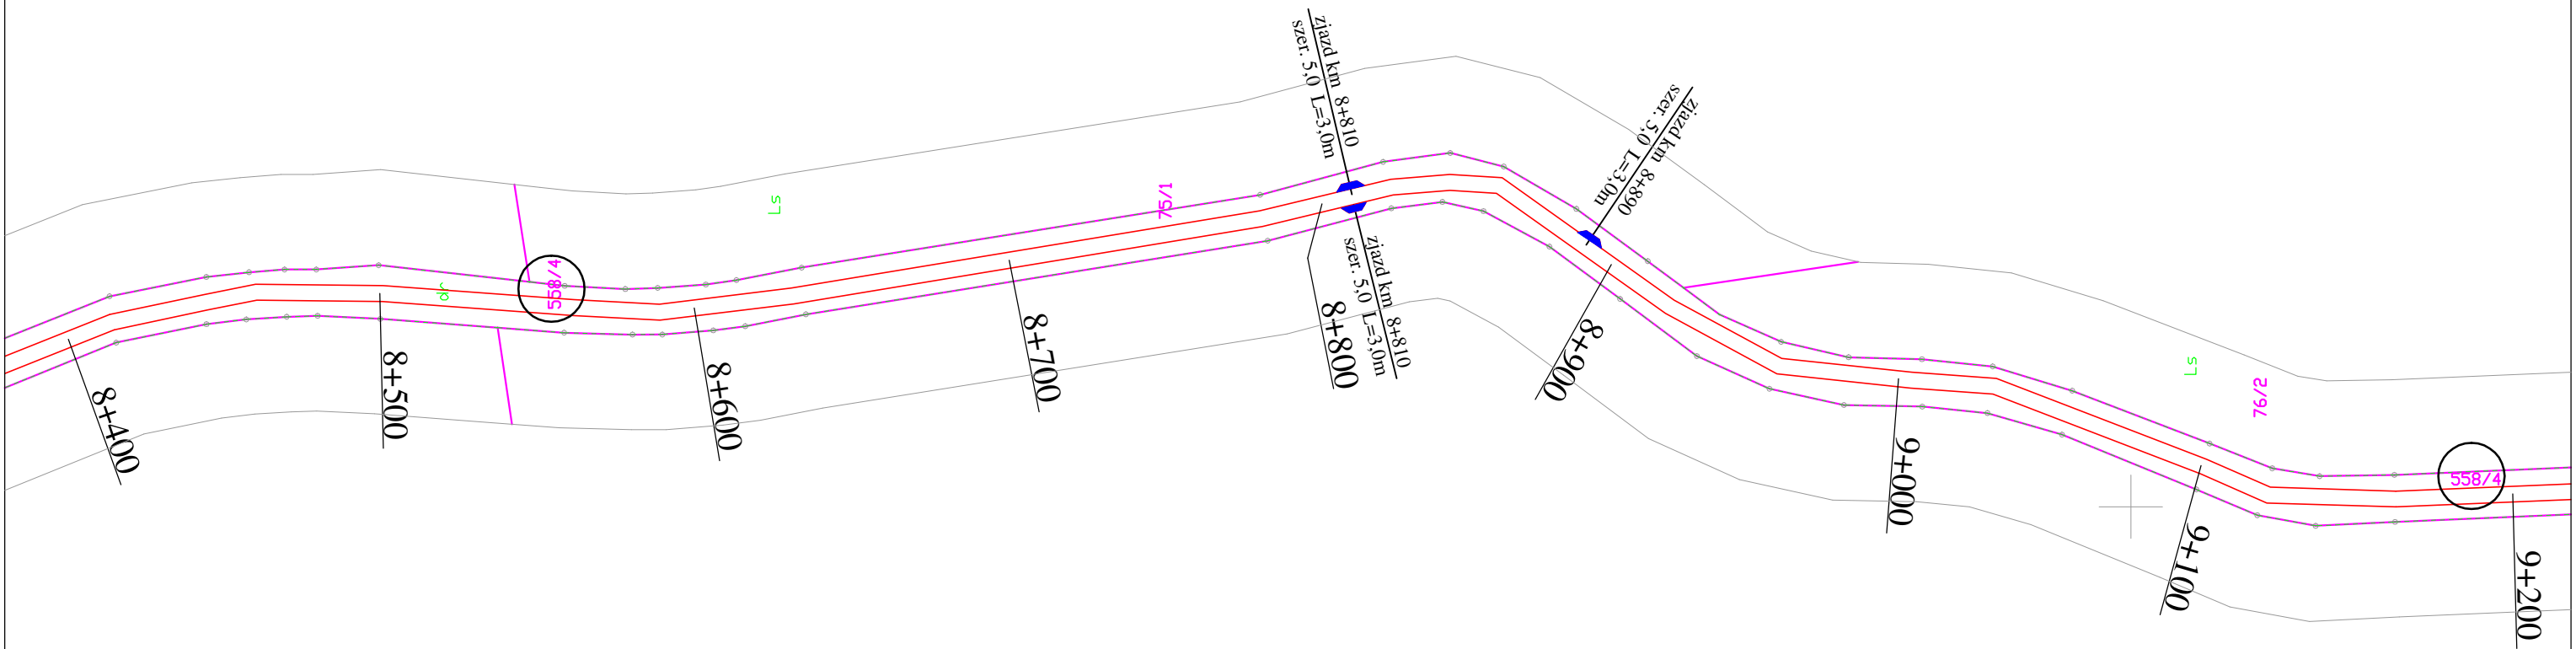 zjazd km 8+810
szer. 5,0 L=3,0m
zjazd km 8+890
szer. 5,0 L=3,0m
zjazd km 8+810
szer. 5,0 L=3,0m
Ls
75/1
dr
558/4
8+400
8+500
8+600
8+700
8+800
8+900
9+000
9+100
9+200
Ls
76/2
558/4